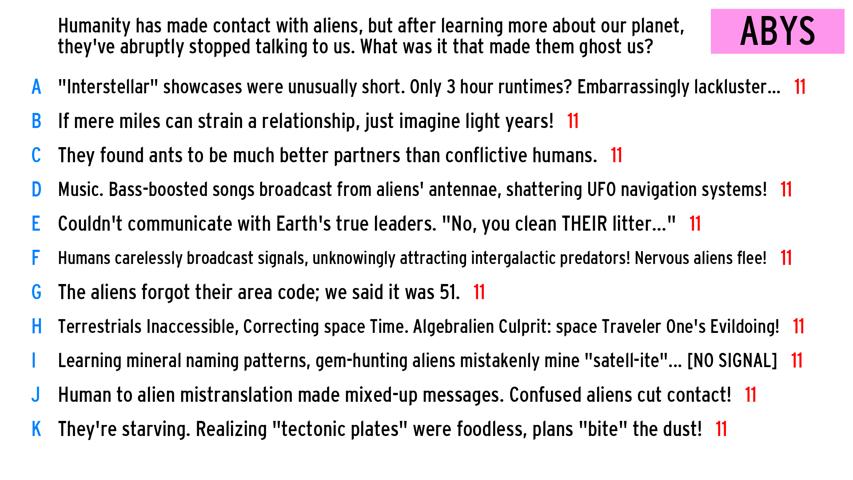 Humanity has made contact with aliens, but after learning more about our planet,
they've abruptly stopped talking to us. What was it that made them ghost us?
ABYS
A "Interstellar" showcases were unusually short. Only 3 hour runtimes? Embarrassingly lackluster... 11
B If mere miles can strain a relationship, just imagine light years! 11
C They found ants to be much better partners than conflictive humans. 11
D Music. Bass-boosted songs broadcast from aliens' antennae, shattering UFO navigation systems! 11
E Couldn't communicate with Earth's true leaders. "No, you clean THEIR litter..." 11
F Humans carelessly broadcast signals, unknowingly attracting intergalactic predators! Nervous aliens flee! 11
G The aliens forgot their area code; we said it was 51. 11
H Terrestrials Inaccessible, Correcting space Time. Algebralien Culprit: space Traveler One's Evildoing! 11
I Learning mineral naming patterns, gem-hunting aliens mistakenly mine "satell-ite"... [NO SIGNAL] 11
J Human to alien mistranslation made mixed-up messages. Confused aliens cut contact! 11
K They're starving. Realizing "tectonic plates" were foodless, plans "bite" the dust! 11